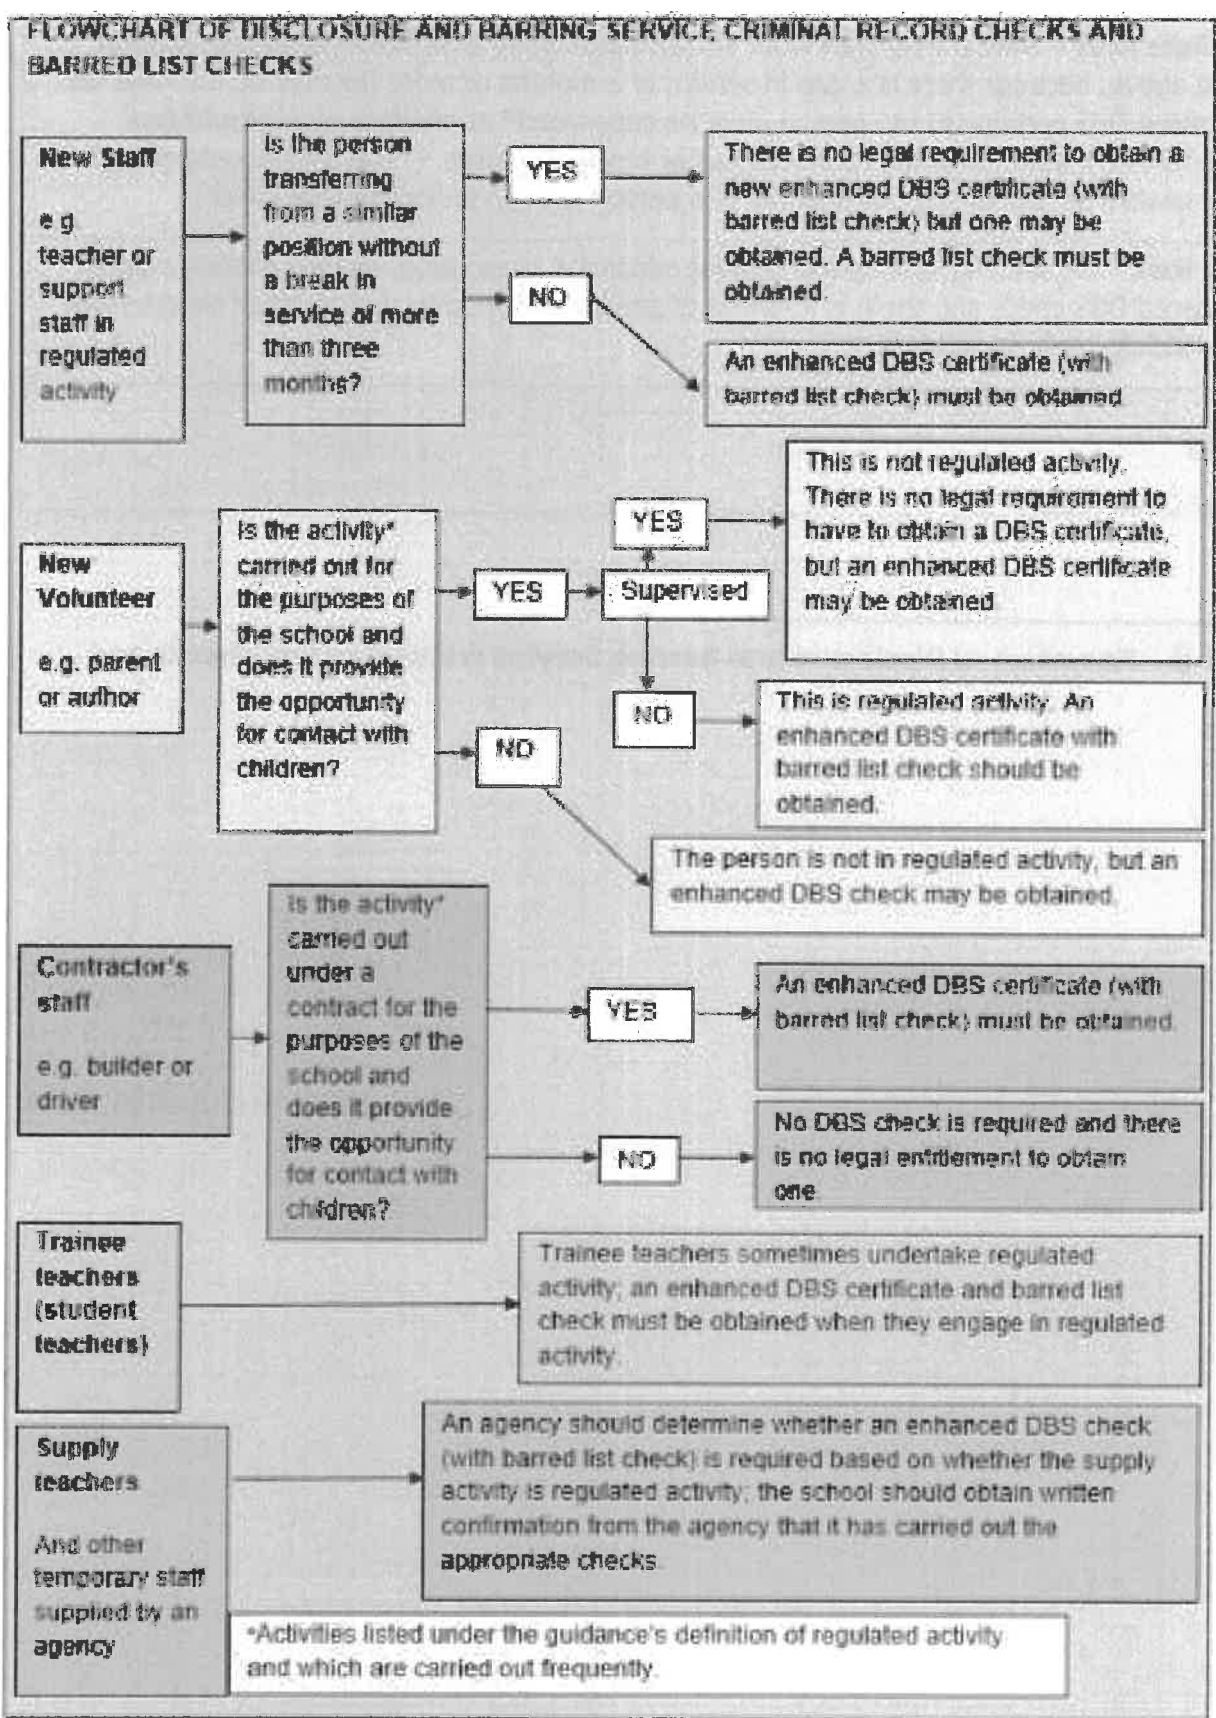 FLOWCHART OF DISCLOSURE AND BARRING SERVICE CRIMINAL RECORD CHECKS AND
BARRED LIST CHECKS
New Staff
e.g
teacher or
support
staff in
regulated
activity
Is the person
transferring
from a similar
position without
a break in
service of more
than three
months?
YES
There is no legal requirement to obtain a
new enhanced DBS certificate (with
barred list check) but one may be
obtained. A barred list check must be
obtained.
NO
An enhanced DBS certificate (with
barred list check) must be obtained
New
Volunteer
e.g. parent
or author
Is the activity*
carried out for
the purposes of
the school and
does it provide
the opportunity
for contact with
children?
YES
Supervised
YES
This is not regulated activity.
There is no legal requirement to
have to obtain a DBS certificate,
but an enhanced DBS certificate
may be obtained
NO
This is regulated activity. An
enhanced DBS certificate with
barred list check should be
obtained.
NO
The person is not in regulated activity, but an
enhanced DBS check may be obtained.
Contractor's
staff
e.g. builder or
driver
Is the activity*
carried out
under a
contract for the
purposes of the
school and
does it provide
the opportunity
for contact with
children?
YES
An enhanced DBS certificate (with
barred list check) must be obtained.
NO
No DBS check is required and there
is no legal entitlement to obtain
one
Trainee
teachers
(student
teachers)
Trainee teachers sometimes undertake regulated
activity; an enhanced DBS certificate and barred list
check must be obtained when they engage in regulated
activity.
Supply
teachers
And other
temporary staff
supplied by an
agency
An agency should determine whether an enhanced DBS check
(with barred list check) is required based on whether the supply
activity is regulated activity; the school should obtain written
confirmation from the agency that it has carried out the
appropriate checks.
*Activities listed under the guidance's definition of regulated activity
and which are carried out frequently.